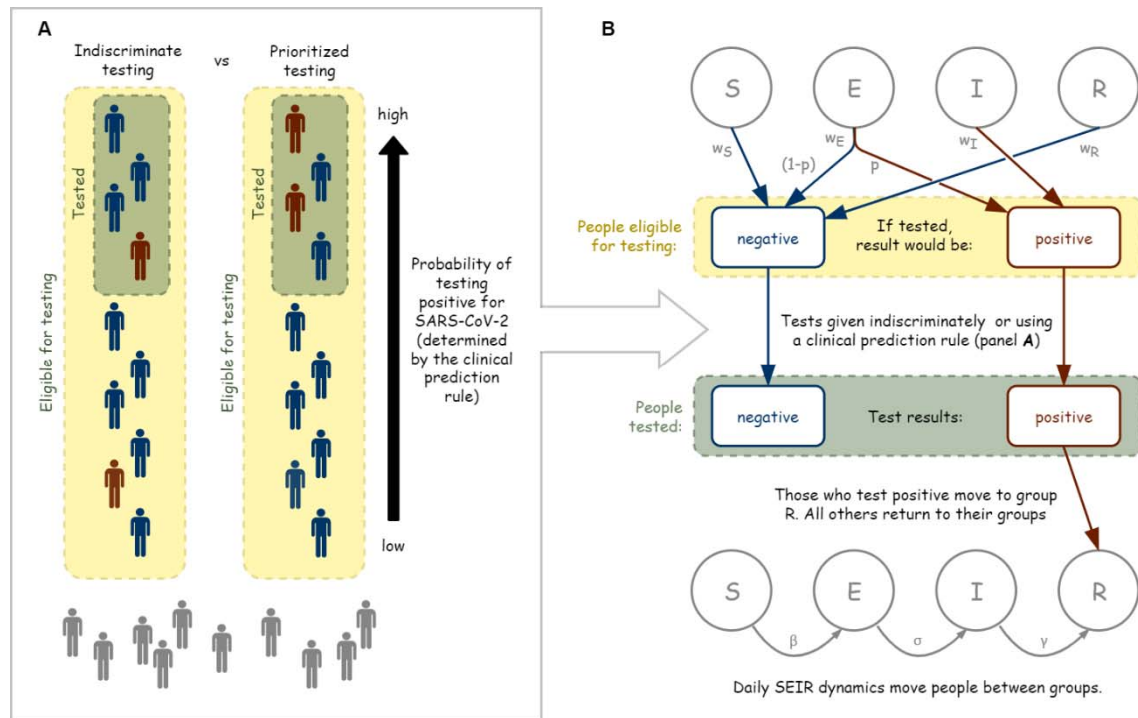 A
Indiscriminate
testing
vs
Prioritized
testing
Eligible for testing
Tested
Eligible for testing
Tested
high
Probability of
testing
positive for
SARS-CoV-2
(determined
by the clinical
prediction
rule)
low
B
S
E
I
R
wS
wE
wI
wR
(1-p)
p
People eligible
for testing:
negative
If tested,
result would be:
positive
Tests given indiscriminately or using
a clinical prediction rule (panel A)
People
tested:
negative
Test results:
positive
Those who test positive move to group
R. All others return to their groups
S
E
I
R
β
σ
γ
Daily SEIR dynamics move people between groups.